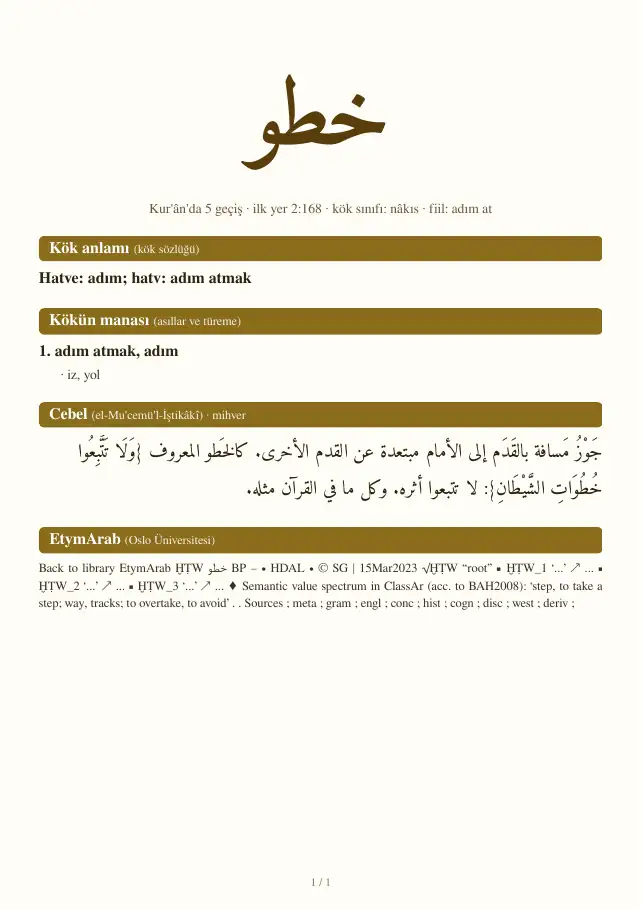 خطو
Kur'ân'da 5 geçiş · ilk yer 2:168 · kök sınıfı: nâkıs · fiil: adım at
Kök anlamı (kök sözlüğü)
Hatve: adım; hatv: adım atmak
Kökün manası (asıllar ve türeme)
1. adım atmak, adım
· iz, yol
Cebel (el-Mu'cemü'l-İştikâkî) · mihver
جَوْزُ مَسافة بالقَدَم إلى الأمام مبتعدة عن القدم الأخرى. كالخَطو المعروف {وَلَا تَتَّبِعُوا
خُطُوَاتِ الشَّيْطَانِ}: لا تتبعوا أثره. وكل ما في القرآن مثله.
EtymArab (Oslo Üniversitesi)
Back to library EtymArab ḪṬW خطو BP – • HDAL • © SG | 15Mar2023 √ḪṬW “root” ▪ ḪṬW_1 ‘...’ ↗ ... ▪
ḪṬW_2 ‘...’ ↗ ... ▪ ḪṬW_3 ‘...’ ↗ ... ♦ Semantic value spectrum in ClassAr (acc. to BAH2008): ‘step, to take a
step; way, tracks; to overtake, to avoid’ . . Sources ; meta ; gram ; engl ; conc ; hist ; cogn ; disc ; west ; deriv ;
1 / 1